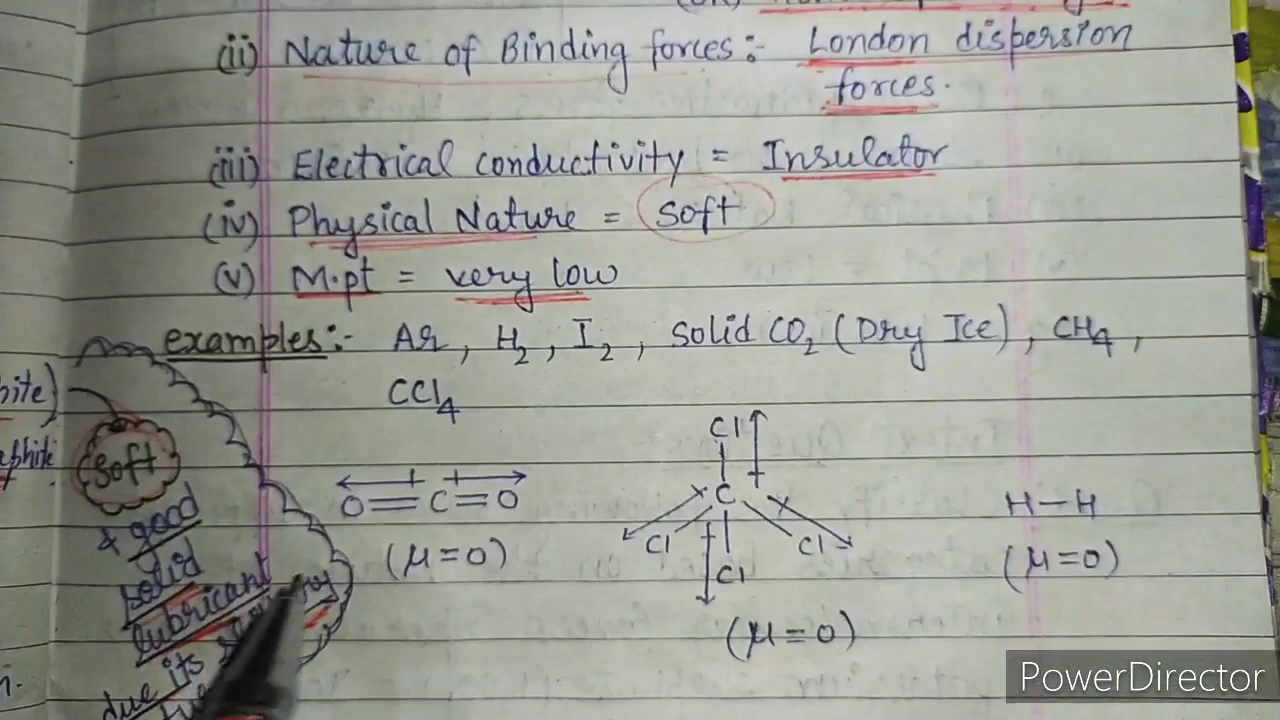 (ii) Nature of Binding forces:- London dispersion
forces.
(iii) Electrical conductivity = Insulator
(iv) Physical Nature = soft
(v) M.pt = very low
examples:- Ar, H₂, I₂, Solid CO₂ (Dry Ice), CH₄,
CCl₄
soft
+ good
solid
lubricant
due its
O=C=O
(μ=0)
Cl
C
Cl Cl
Cl
(μ=0)
H-H
(μ=0)
PowerDirector